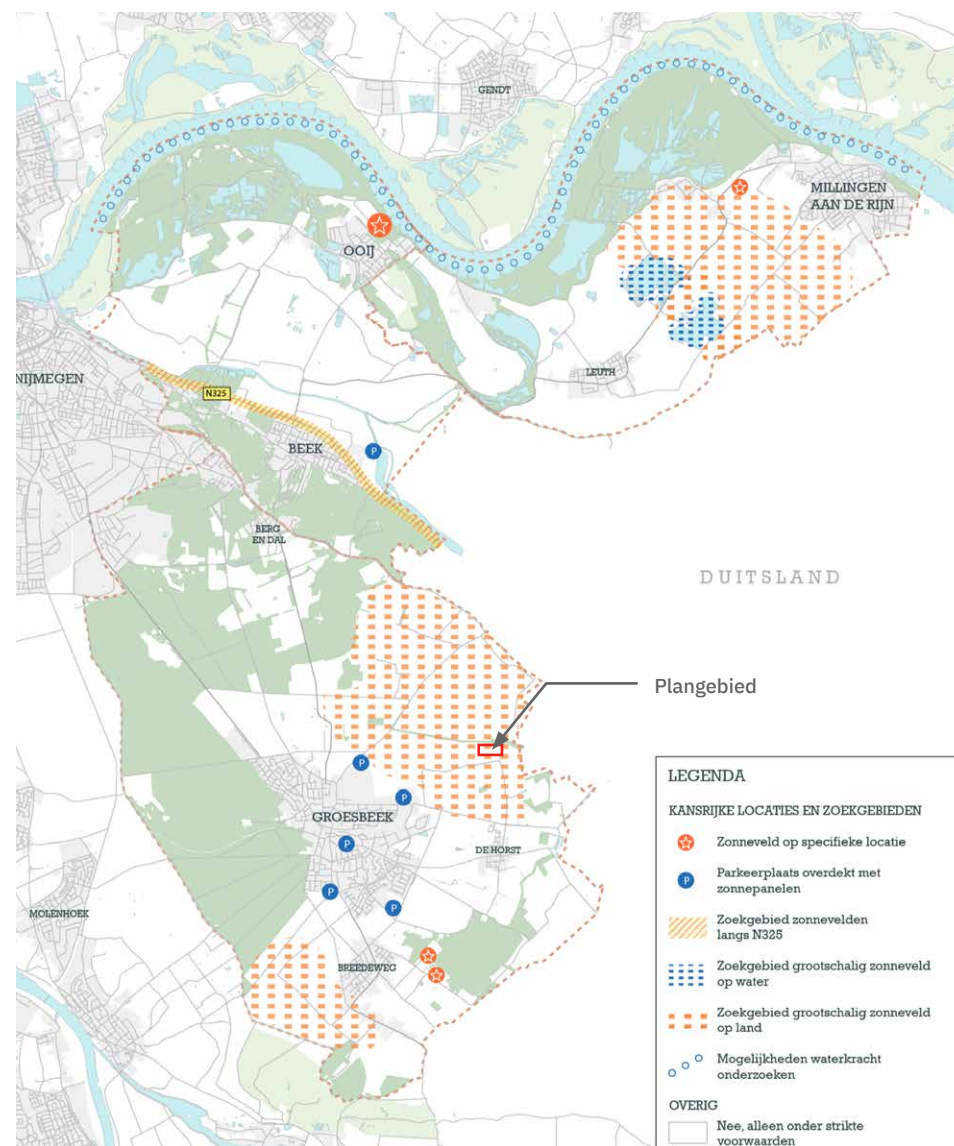 GENDT
MILLINGEN
AAN DE RIJN
OOIJ
LEUTH
NIJMEGEN
N325
BEEK
P
BERG
EN DAL
DUITSLAND
Plangebied
P
P
GROESBEEK
P
DE HORST
P
P
MOLENHOEK
BREEDEWEG
LEGENDA
KANSRIJKE LOCATIES EN ZOEKGEBIEDEN
Zonneveld op specifieke locatie
P
Parkeerplaats overdekt met
zonnepanelen
Zoekgebied zonnevelden
langs N325
Zoekgebied grootschalig zonneveld
op water
Zoekgebied grootschalig zonneveld
op land
Mogelijkheden waterkracht
onderzoeken
OVERIG
Nee, alleen onder strikte
voorwaarden